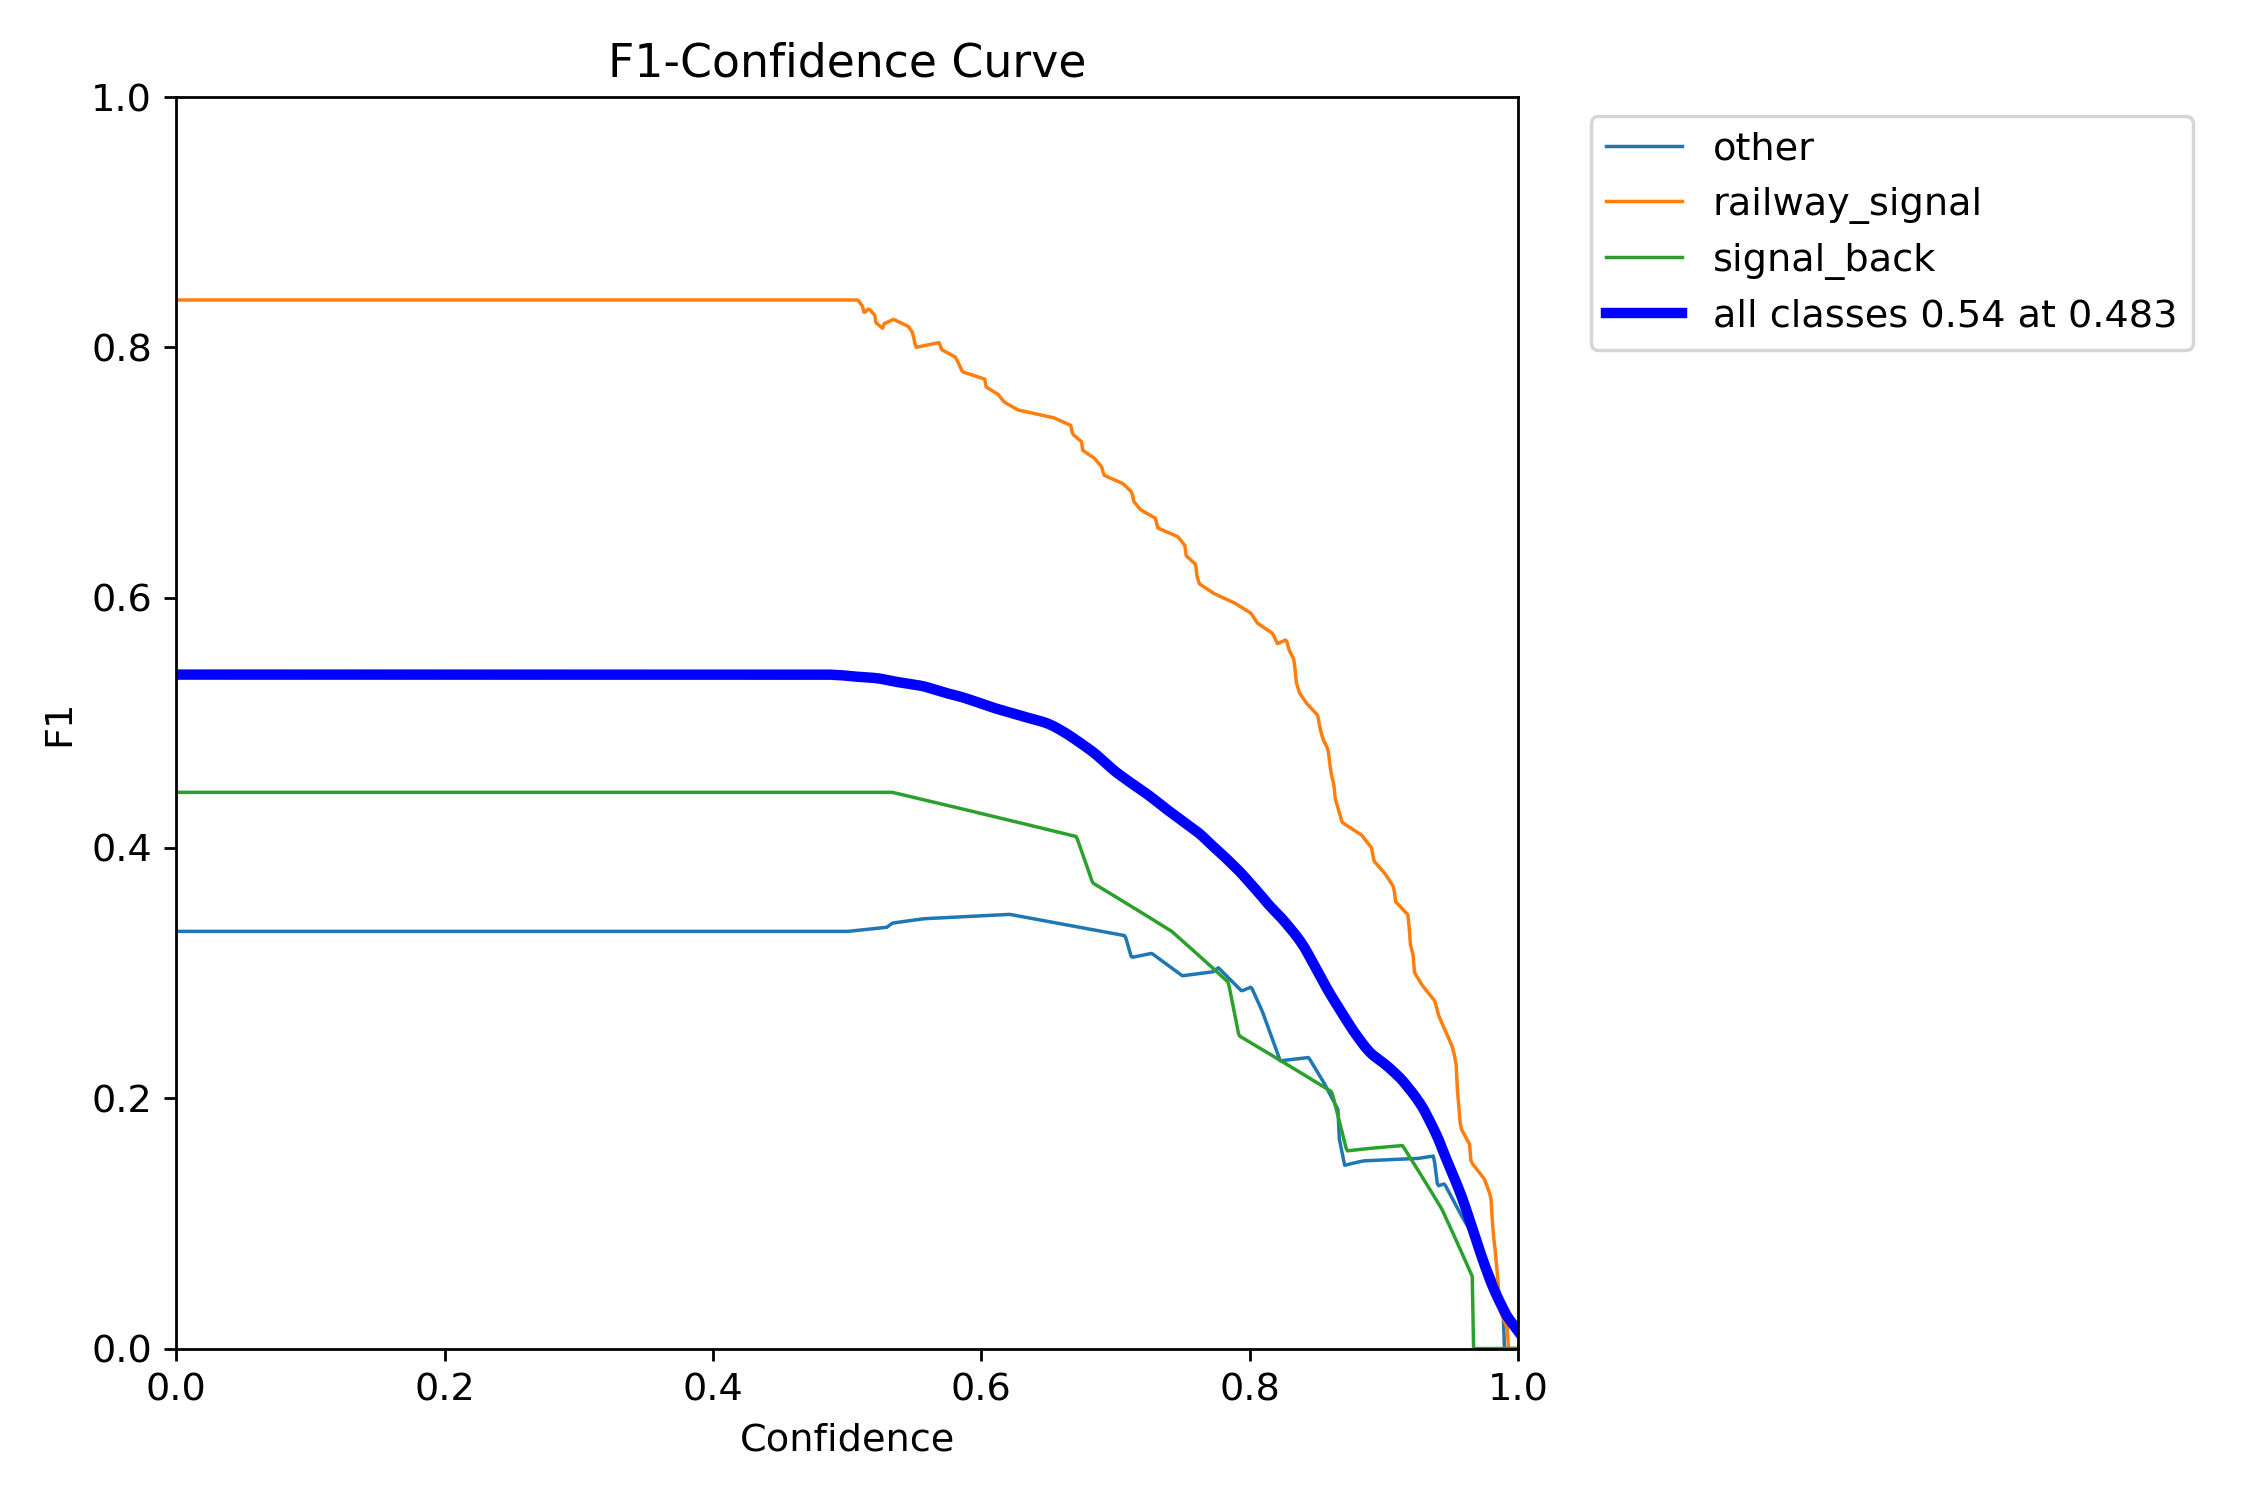 F1-Confidence Curve
1.0
0.8
0.6
0.4
0.2
0.0
F1
0.0 0.2 0.4 0.6 0.8 1.0
Confidence
other
railway_signal
signal_back
all classes 0.54 at 0.483